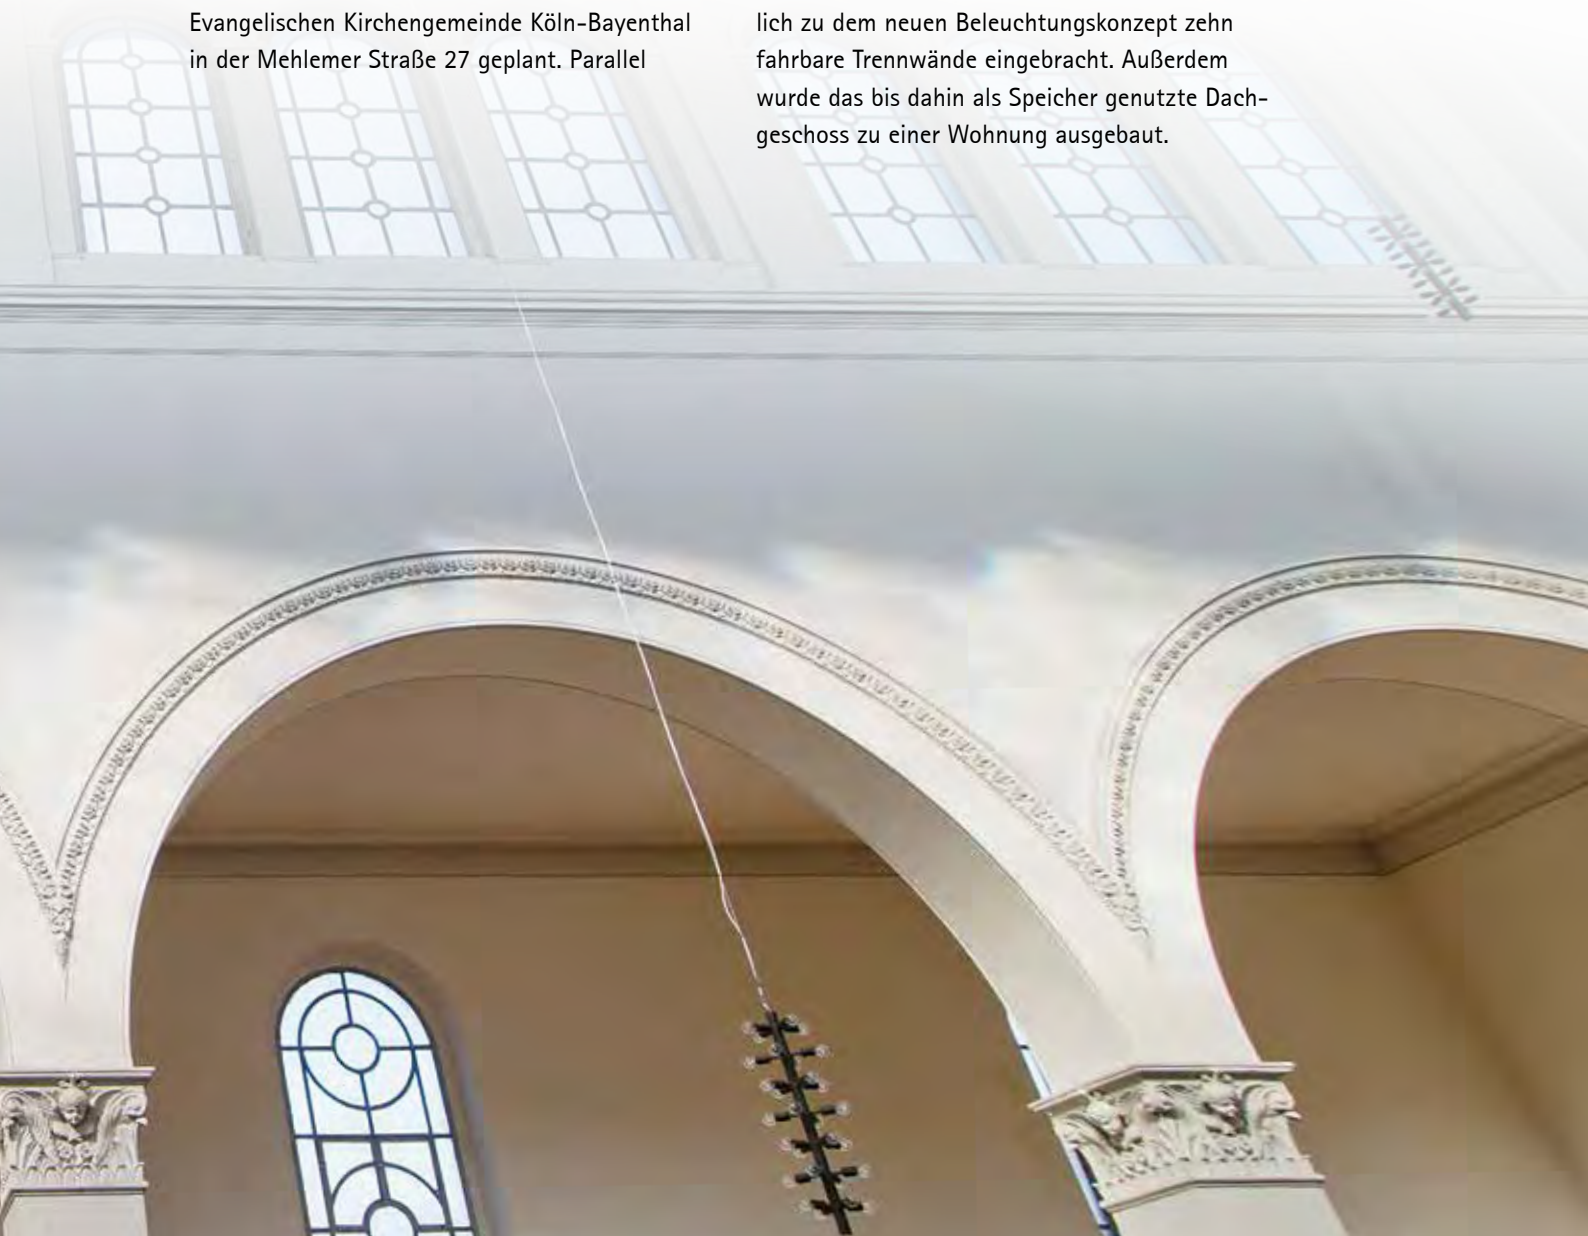 Evangelischen Kirchengemeinde Köln-Bayenthal
in der Mehlemer Straße 27 geplant. Parallel
lich zu dem neuen Beleuchtungskonzept zehn
fahrbare Trennwände eingebracht. Außerdem
wurde das bis dahin als Speicher genutzte Dach-
geschoss zu einer Wohnung ausgebaut.